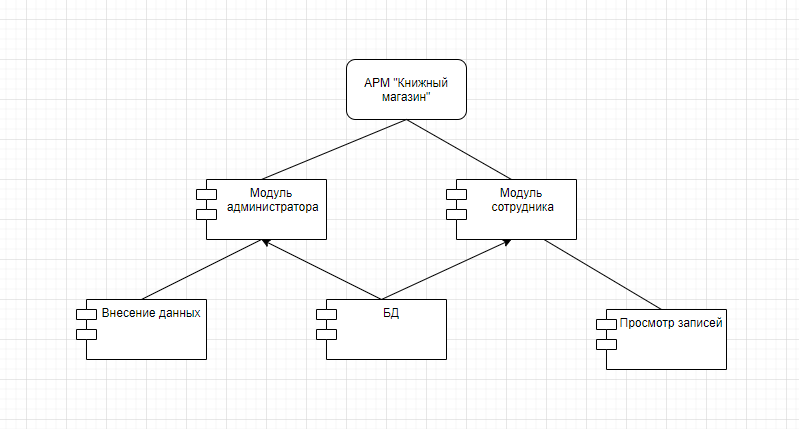 АРМ "Книжный
магазин"
Модуль
администратора
Модуль
сотрудника
Внесение данных
БД
Просмотр записей